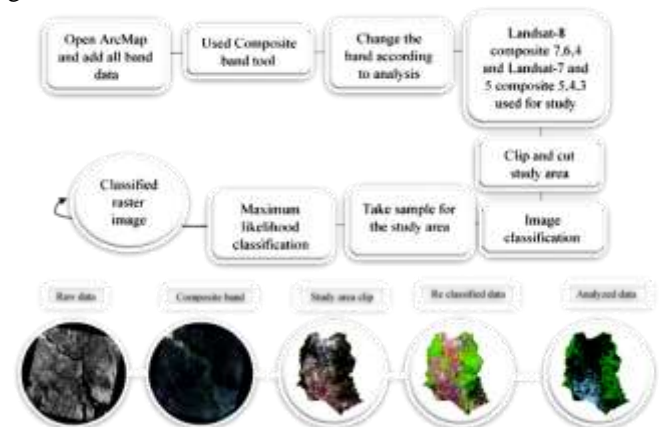 Open ArcMap
and add all band
data
Used Composite
band tool
Change the
band according
to analysis
Landsat-8
composite 7,6,4
and Landsat-7 and
5 composite 5,4,3
used for study
Clip and cut
study area
Image
classification
Take sample for
the study area
Maximum
likelihood
classification
Classified
raster
image
Raw data
Composite band
Study area clip
Re classified data
Analyzed data